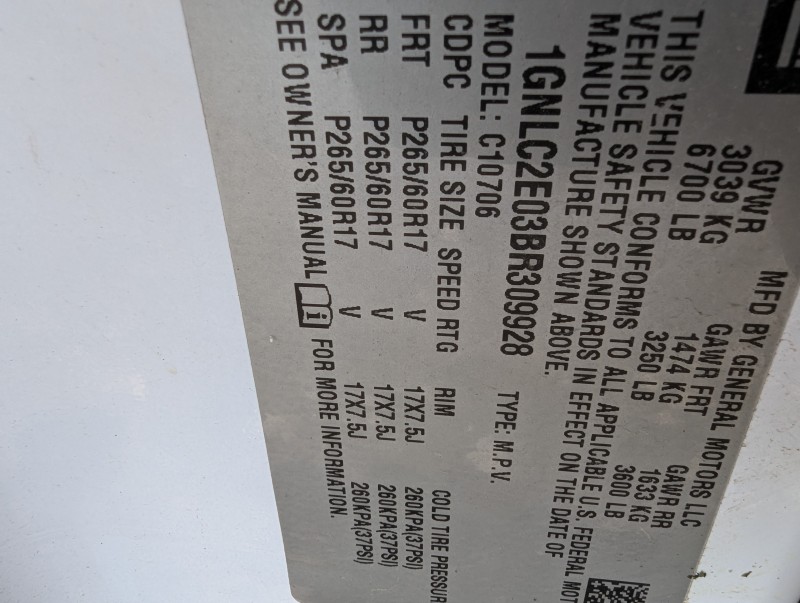 MFD BY GENERAL MOTORS LLC
GVWR GAWR FRT GAWR RR
3039 KG 1474 KG 1633 KG
6700 LB 3250 LB 3600 LB
THIS VEHICLE CONFORMS TO ALL APPLICABLE U.S. FEDERAL MOT
VEHICLE SAFETY STANDARDS IN EFFECT ON THE DATE OF
MANUFACTURE SHOWN ABOVE.
1GNLC2E03BR309928 TYPE: M.P.V.
MODEL: C10706
CDPC TIRE SIZE SPEED RTG RIM COLD TIRE PRESSUR
FRT P265/60R17 V 17X7.5J 260KPA(37PSI)
RR P265/60R17 V 17X7.5J 260KPA(37PSI)
SPA P265/60R17 V 17X7.5J 260KPA(37PSI)
SEE OWNER'S MANUAL FOR MORE INFORMATION.